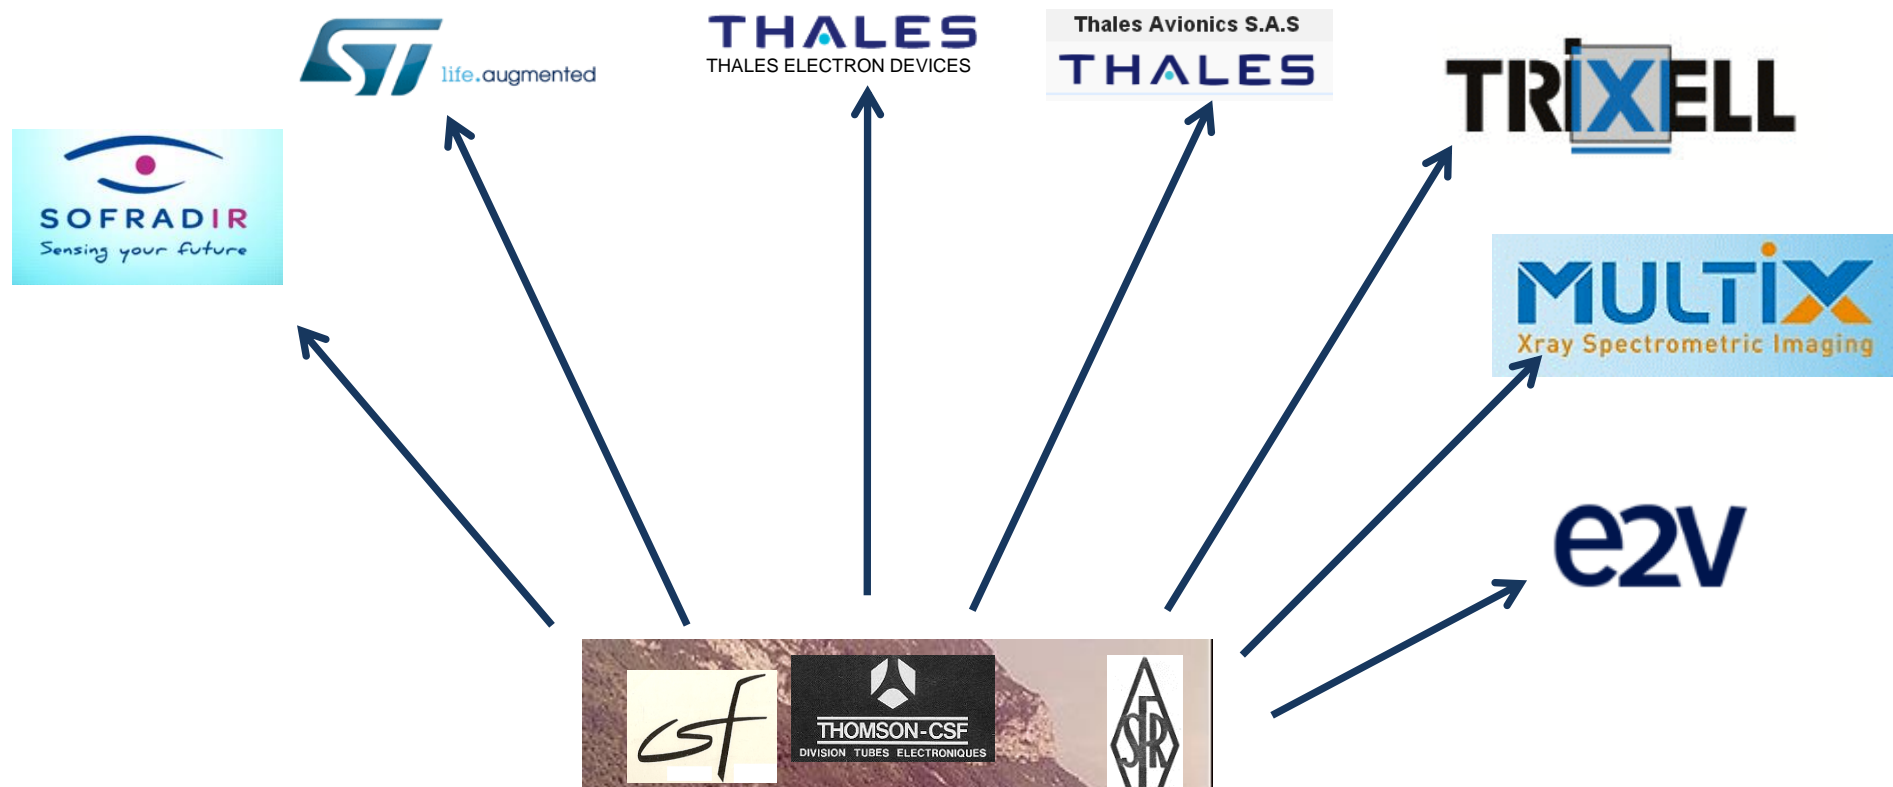 ST
life.augmented
THALES
THALES ELECTRON DEVICES
Thales Avionics S.A.S
THALES
TRIXELL
SOFRADIR
Sensing your future
MULTIX
Xray Spectrometric Imaging
e2v
csf
THOMSON-CSF
DIVISION TUBES ELECTRONIQUES
SFR